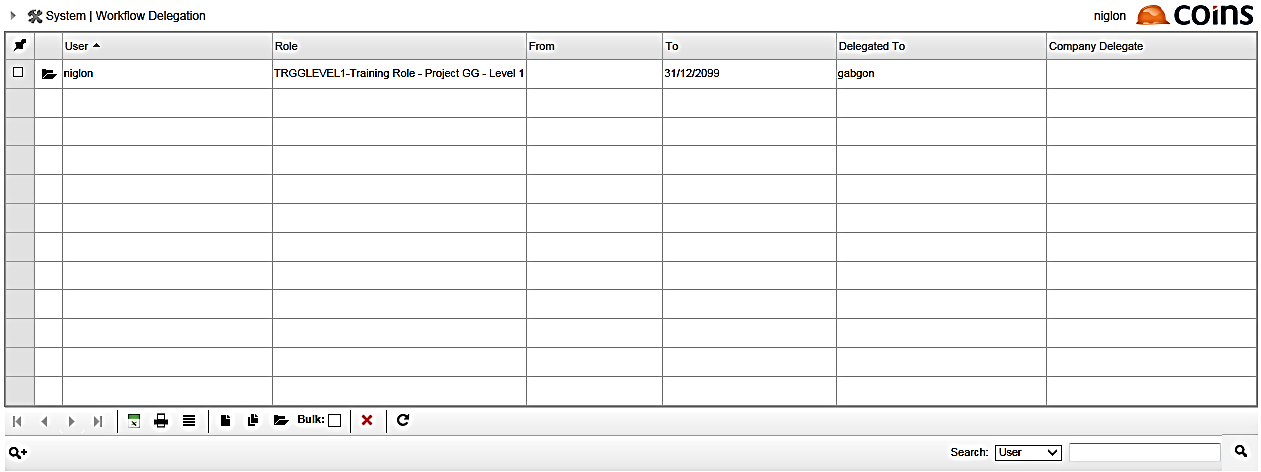 System | Workflow Delegation
niglon
coins
User Role From To Delegated To Company Delegate
niglon TRGGLEVEL1-Training Role - Project GG - Level 1 31/12/2099 gabgon
Bulk:
Search: User